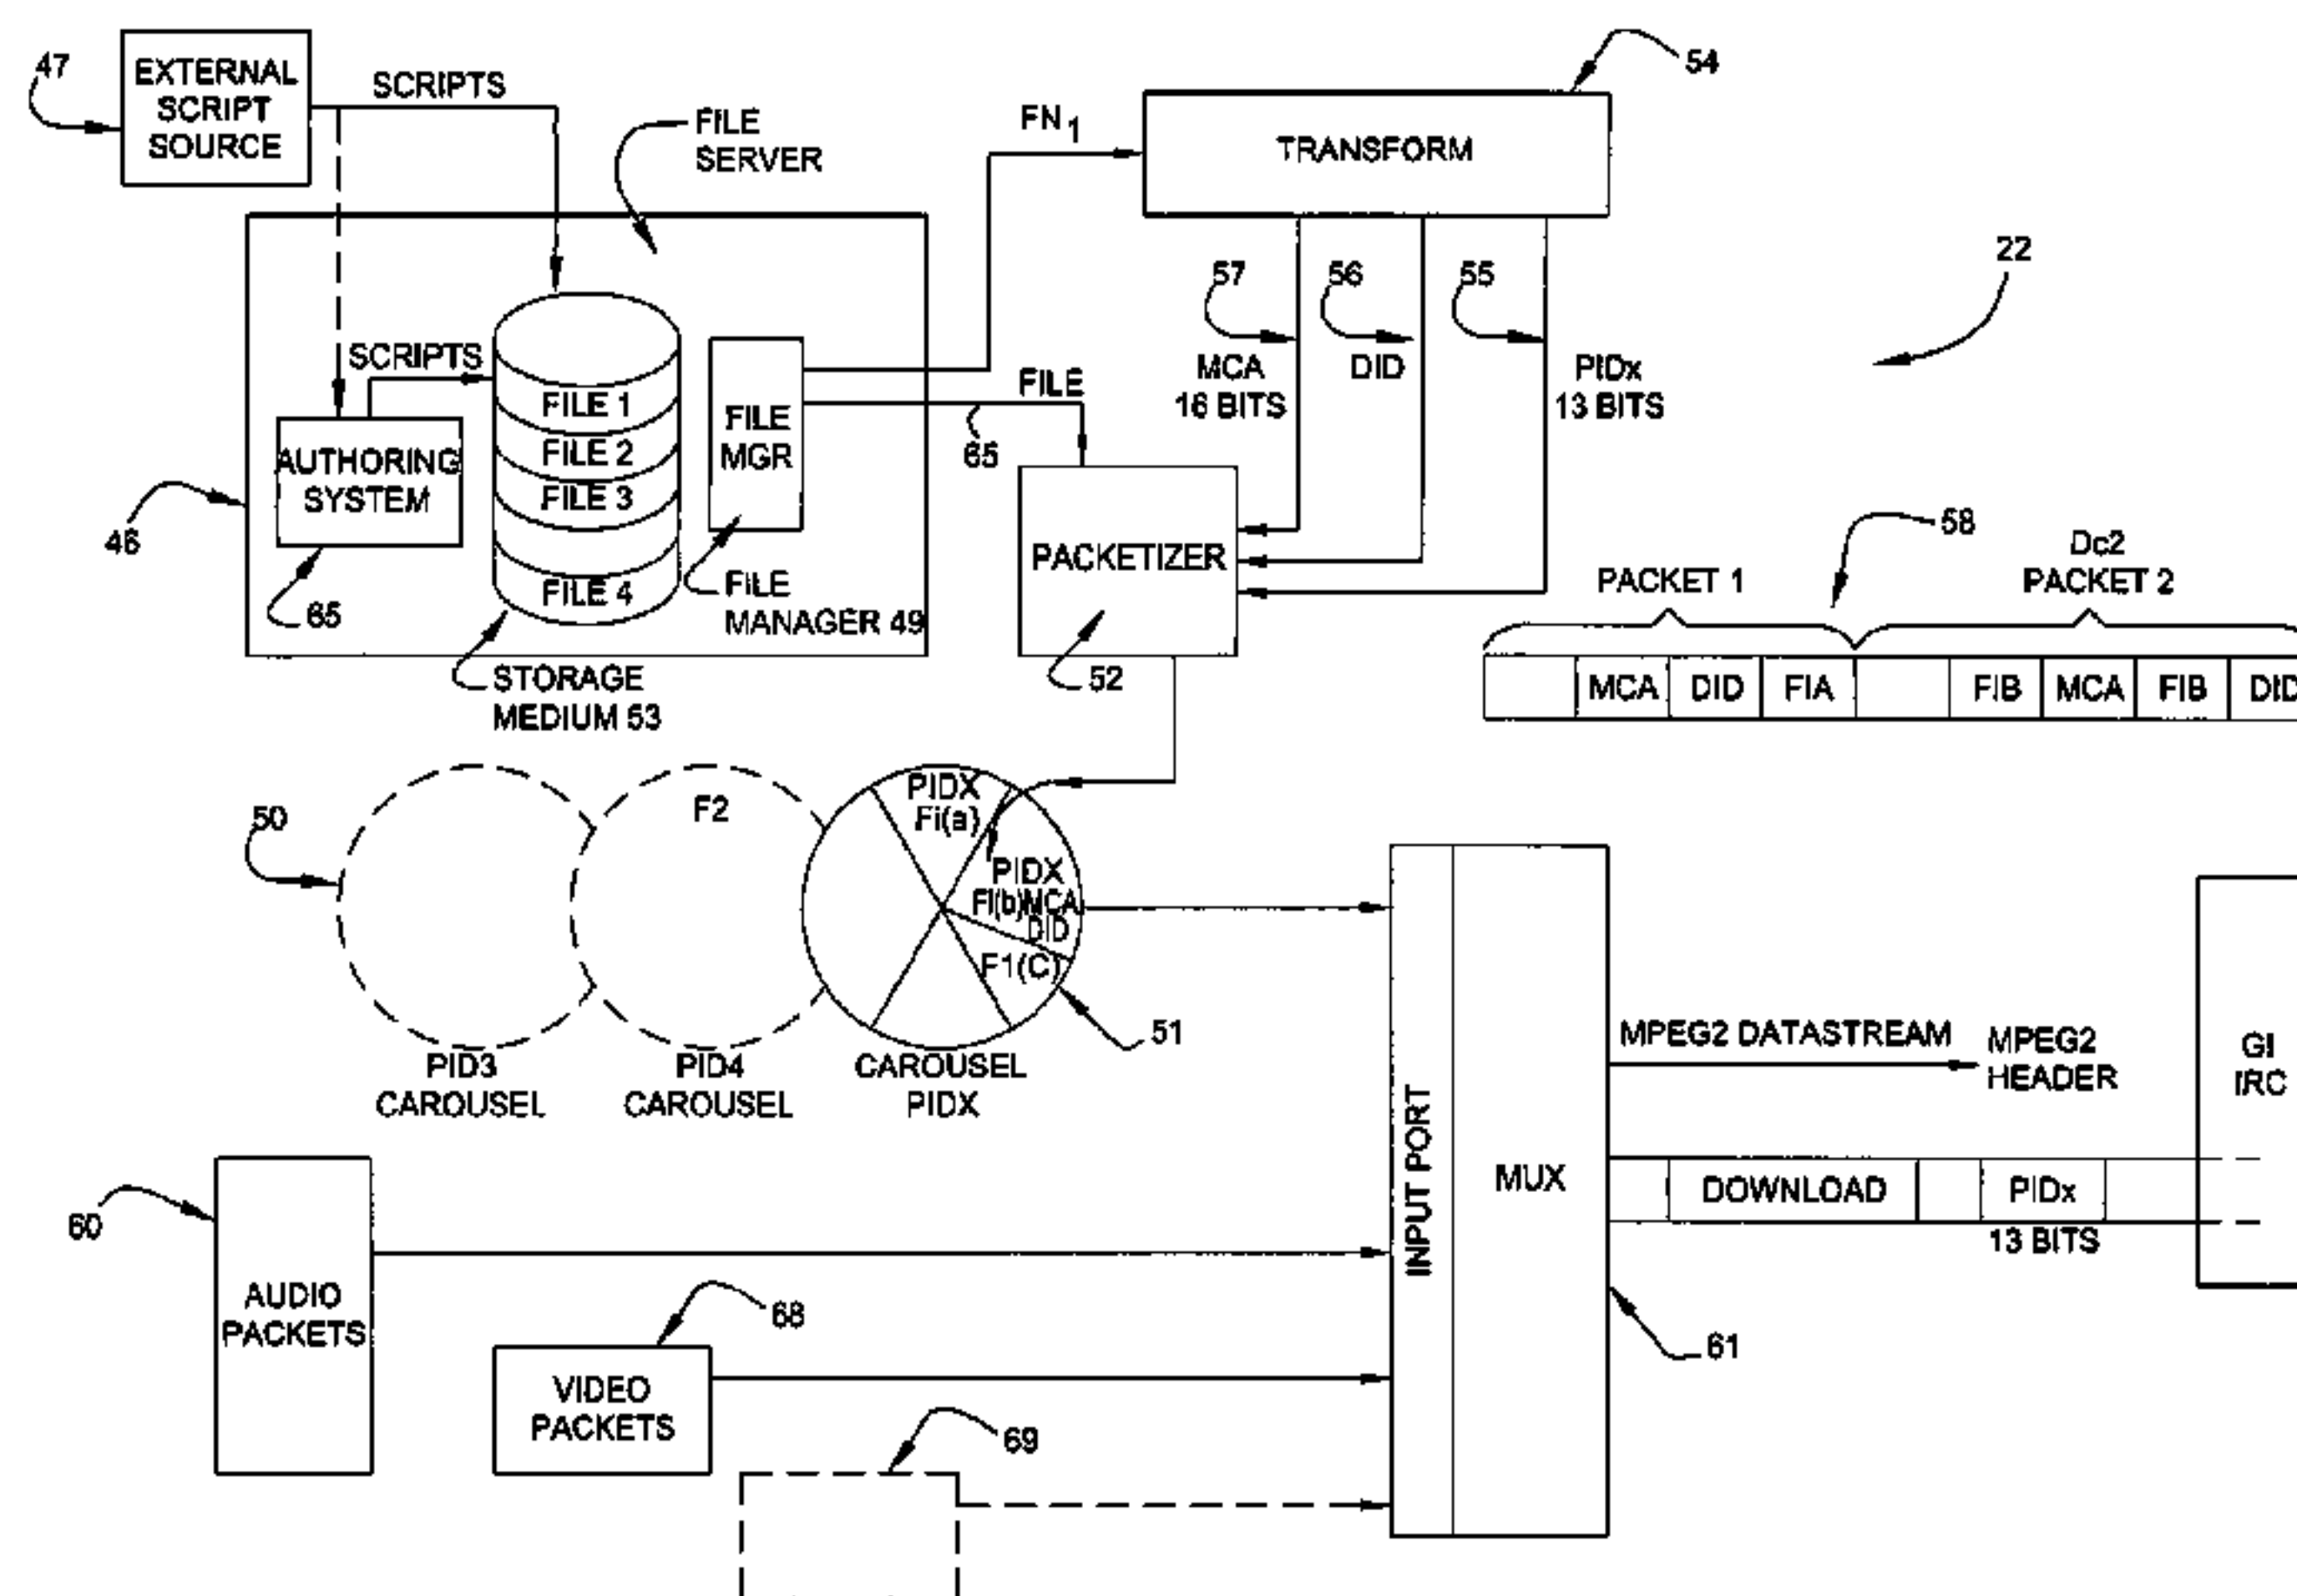 47
EXTERNAL
SCRIPT
SOURCE
SCRIPTS
FILE
SERVER
FN1
54
TRANSFORM
22
57
56
55
MCA
16 BITS
DID
PIDx
13 BITS
SCRIPTS
AUTHORING
SYSTEM
FILE 1
FILE 2
FILE 3
FILE 4
FILE
MGR
FILE
65
46
65
FILE
MANAGER 49
STORAGE
MEDIUM 53
PACKETIZER
52
58
PACKET 1
Dc2
PACKET 2
MCA DID FIA FIB MCA FIB DID
50
F2
PIDX
Fi(a)
PIDX
FI(b)MCA
DID
F1(C)
51
PID3
CAROUSEL
PID4
CAROUSEL
CAROUSEL
PIDX
MPEG2 DATASTREAM
MPEG2
HEADER
GI
IRC
INPUT PORT
MUX
DOWNLOAD
PIDx
13 BITS
60
AUDIO
PACKETS
68
VIDEO
PACKETS
61
69